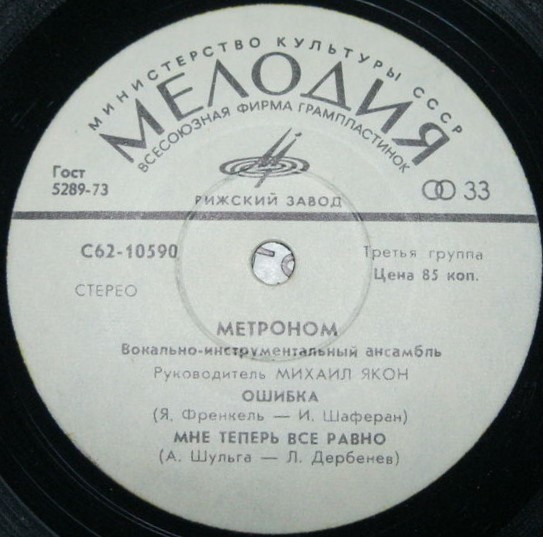 МИНИСТЕРСТВО КУЛЬТУРЫ СССР
МЕЛОДИЯ
ВСЕСОЮЗНАЯ ФИРМА ГРАМПЛАСТИНОК
Гост
5289-73
33
РИЖСКИЙ ЗАВОД
С62-10590
Третья группа
Цена 85 коп.
СТЕРЕО
МЕТРОНОМ
Вокально-инструментальный ансамбль
Руководитель МИХАИЛ ЯКОН
ОШИБКА
(Я. Френкель — И. Шаферан)
МНЕ ТЕПЕРЬ ВСЕ РАВНО
(А. Шульга — Л. Дербенев)